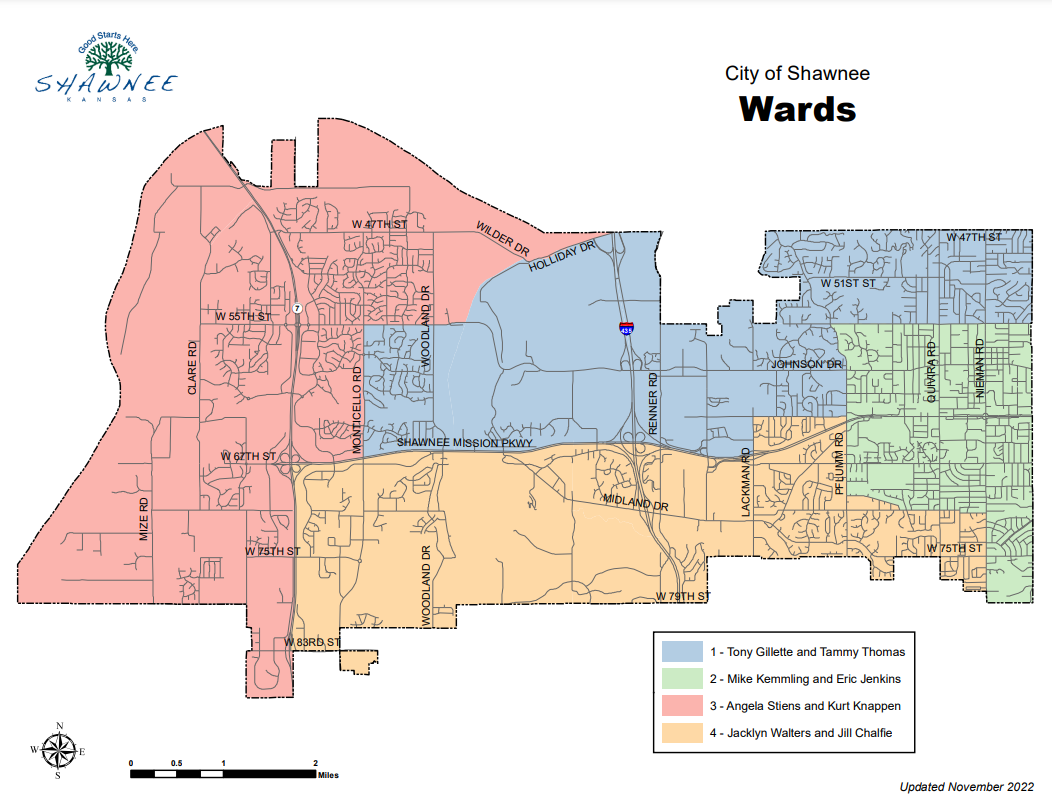 Good Starts Here.
SHAWNEE
KANSAS
City of Shawnee
Wards
W 47TH ST
WILDER DR
HOLLIDAY DR
W 47TH ST
W 51ST ST
W 55TH ST
7
WOODLAND DR
435
CLARE RD
MONTICELLO RD
RENNER RD
JOHNSON DR
QUIVIRA RD
NIEMAN RD
SHAWNEE MISSION PKWY
W 67TH ST
LACKMAN RD
PFLUMM RD
MIZE RD
MIDLAND DR
W 75TH ST
WOODLAND DR
W 75TH ST
W 79TH ST
W 83RD ST
1 - Tony Gillette and Tammy Thomas
2 - Mike Kemmling and Eric Jenkins
3 - Angela Stiens and Kurt Knappen
4 - Jacklyn Walters and Jill Chalfie
N
W E
S
0 0.5 1 2
Miles
Updated November 2022